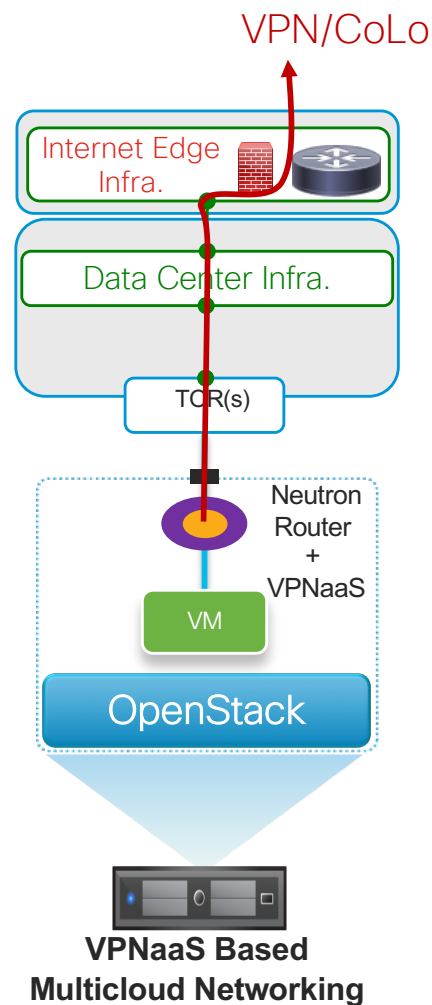 VPN/CoLo
Internet Edge
Infra.
Data Center Infra.
TOR(s)
Neutron
Router
+
VPNaaS
VM
OpenStack
VPNaaS Based
Multicloud Networking